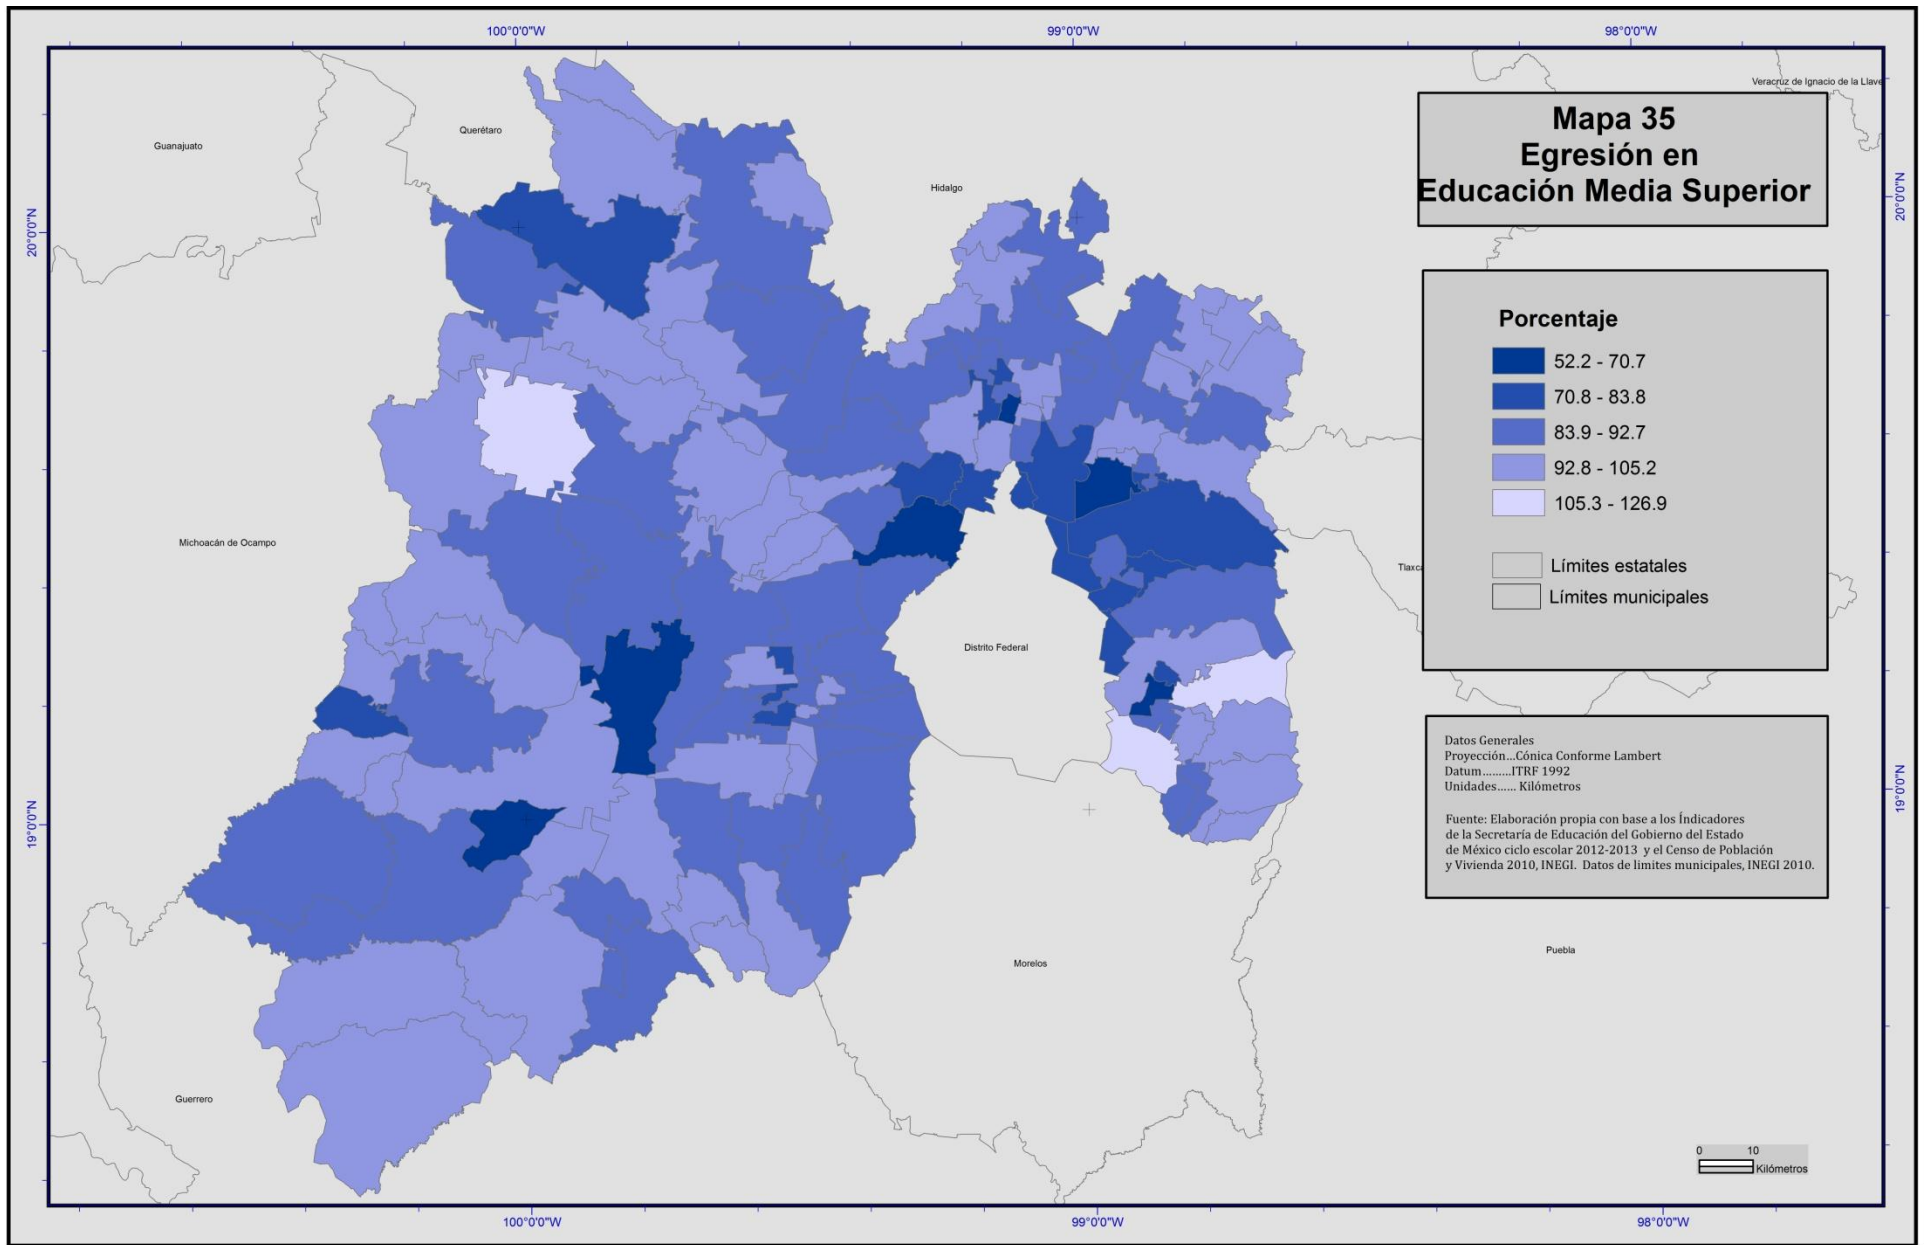 100°0'0"W
99°0'0"W
98°0'0"W
Veracruz de Ignacio de la Llave
Mapa 35
Egresión en
Educación Media Superior
Querétaro
Guanajuato
Hidalgo
20°0'0"N
20°0'0"N
Porcentaje
52.2 - 70.7
70.8 - 83.8
83.9 - 92.7
92.8 - 105.2
105.3 - 126.9
Límites estatales
Límites municipales
Michoacán de Ocampo
Tlaxca
Distrito Federal
Datos Generales
Proyección...Cónica Conforme Lambert
Datum.........ITRF 1992
Unidades...... Kilómetros
Fuente: Elaboración propia con base a los Índicadores
de la Secretaría de Educación del Gobierno del Estado
de México ciclo escolar 2012-2013 y el Censo de Población
y Vivienda 2010, INEGI. Datos de limites municipales, INEGI 2010.
19°0'0"N
19°0'0"N
Puebla
Morelos
Guerrero
0 10
Kilómetros
100°0'0"W
99°0'0"W
98°0'0"W